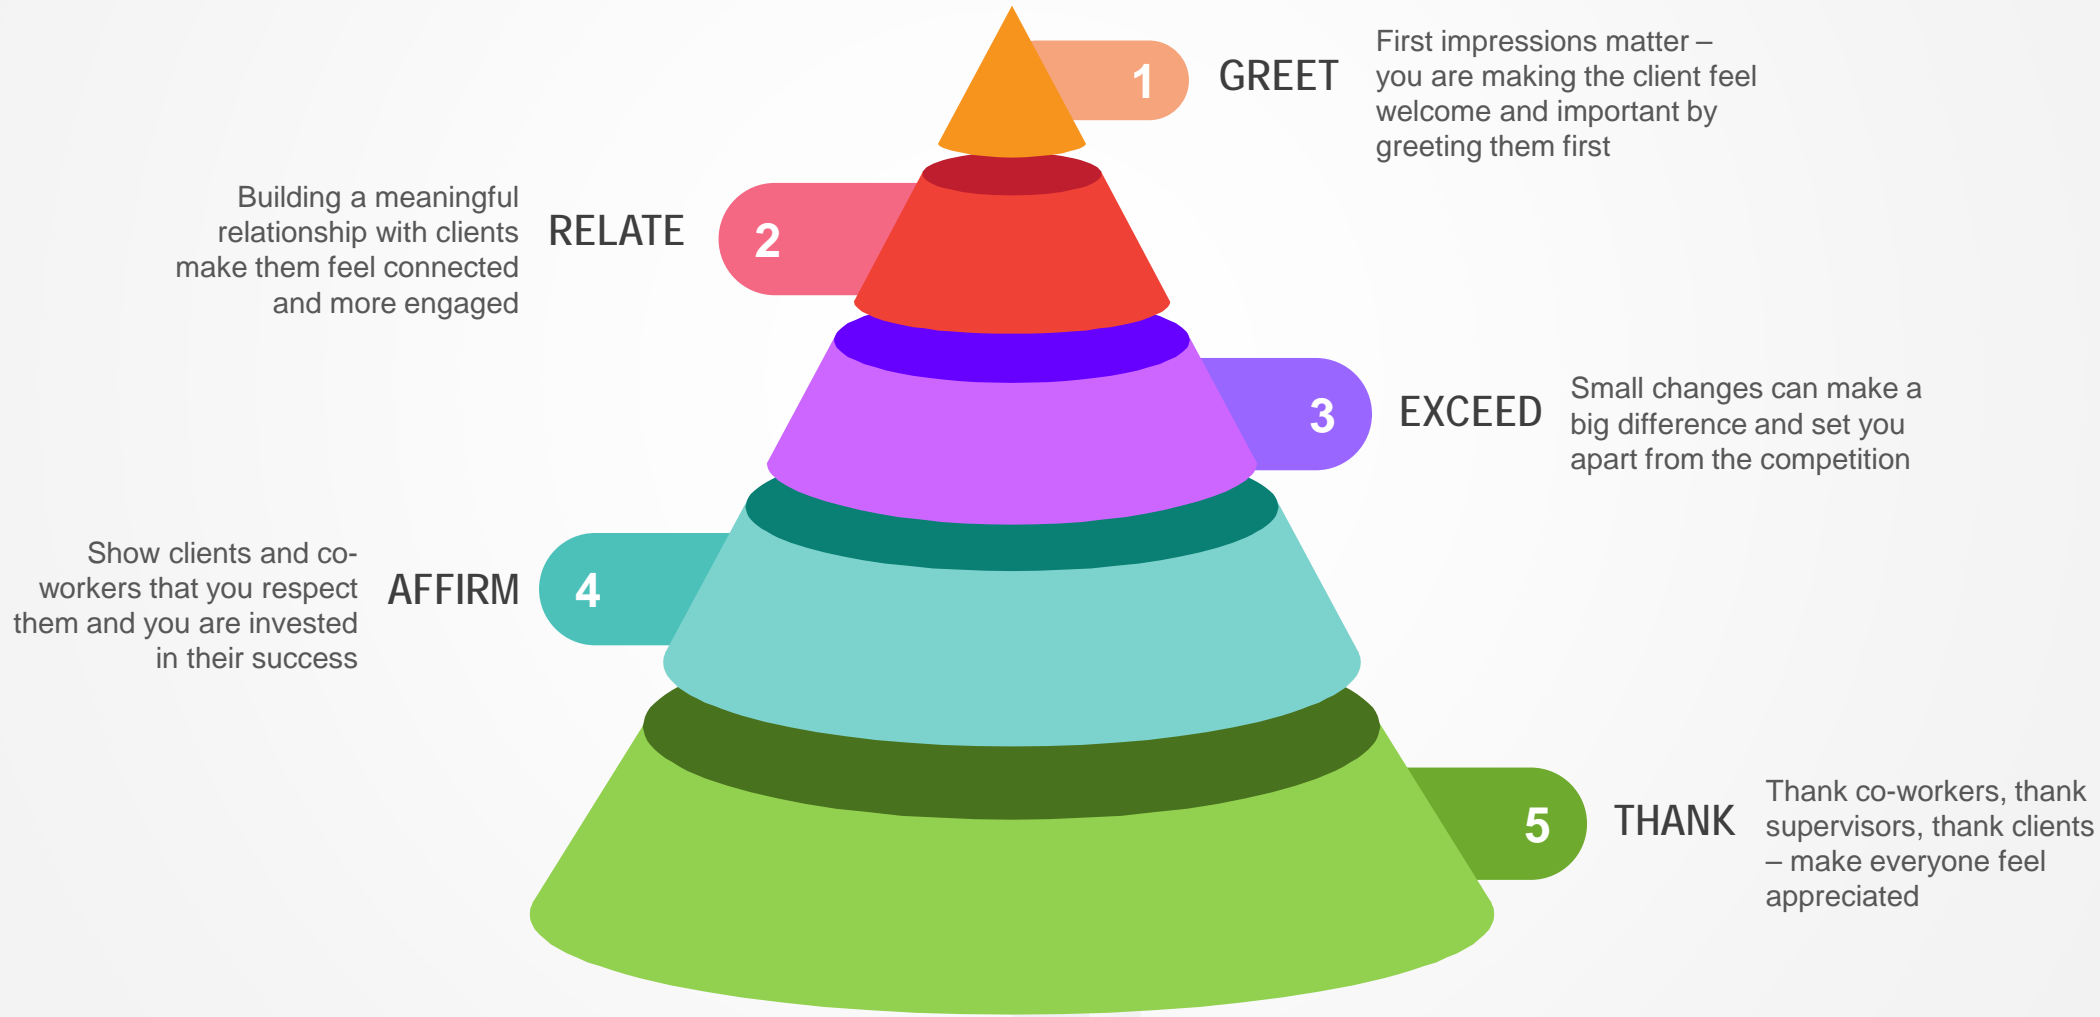 1
GREET
First impressions matter –
you are making the client feel
welcome and important by
greeting them first
Building a meaningful
relationship with clients
make them feel connected
and more engaged
RELATE
2
3
EXCEED
Small changes can make a
big difference and set you
apart from the competition
Show clients and co-
workers that you respect
them and you are invested
in their success
AFFIRM
4
5
THANK
Thank co-workers, thank
supervisors, thank clients
– make everyone feel
appreciated